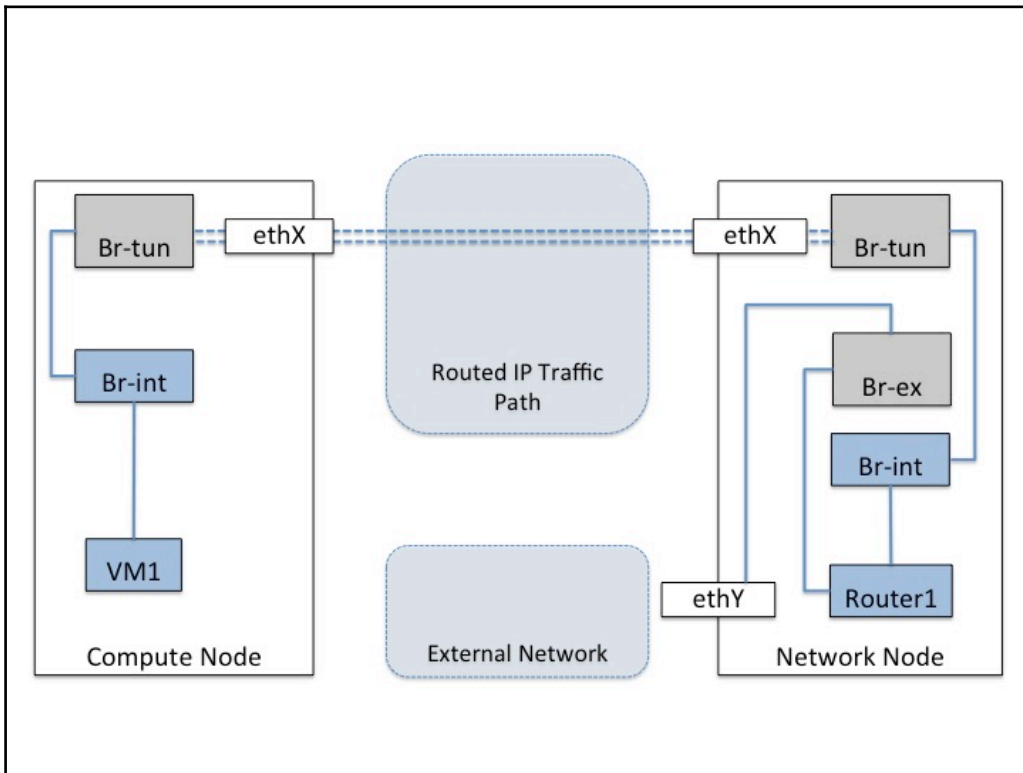 Br-tun
ethX
ethX
Br-tun
Br-int
Routed IP Traffic
Path
Br-ex
Br-int
VM1
ethY
Router1
Compute Node
External Network
Network Node